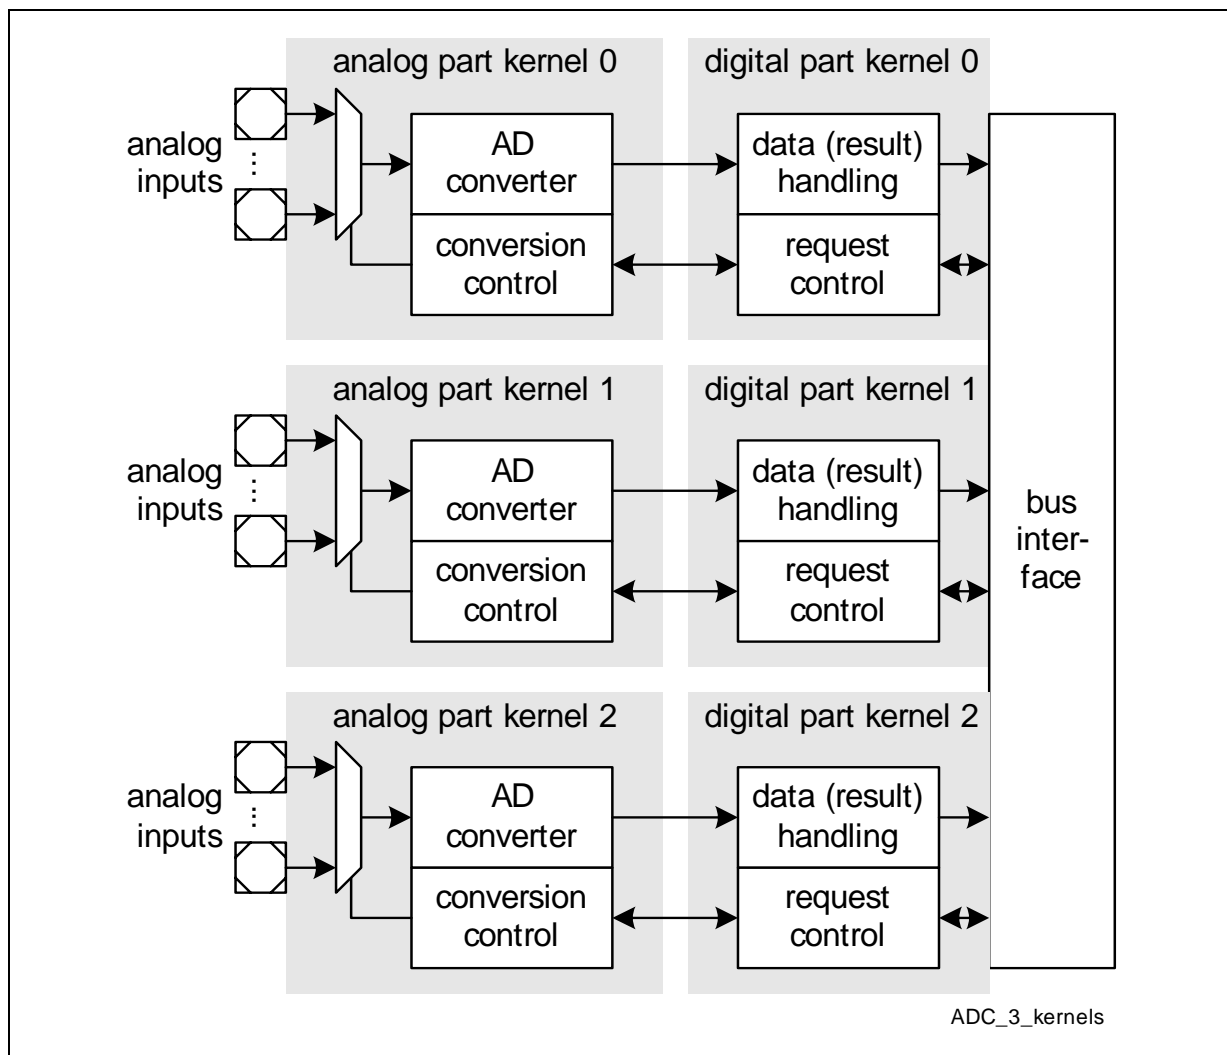 analog part kernel 0
digital part kernel 0
analog
inputs
AD
converter
conversion
control
data (result)
handling
request
control
analog part kernel 1
digital part kernel 1
analog
inputs
AD
converter
conversion
control
data (result)
handling
request
control
bus
inter-
face
analog part kernel 2
digital part kernel 2
analog
inputs
AD
converter
conversion
control
data (result)
handling
request
control
ADC_3_kernels